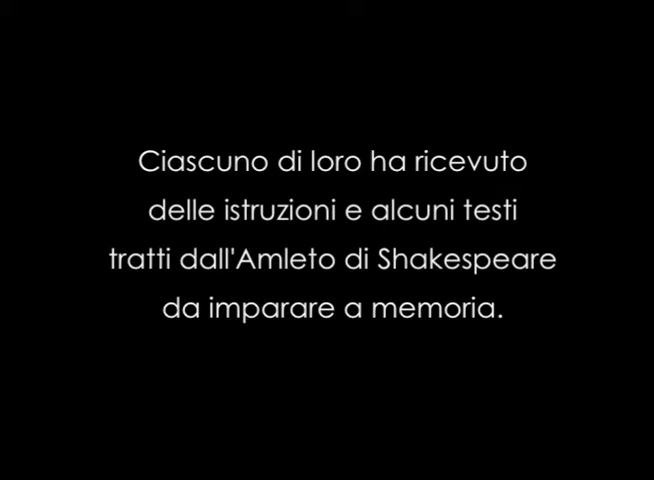 Ciascuno di loro ha ricevuto
delle istruzioni e alcuni testi
tratti dall'Amleto di Shakespeare
da imparare a memoria.